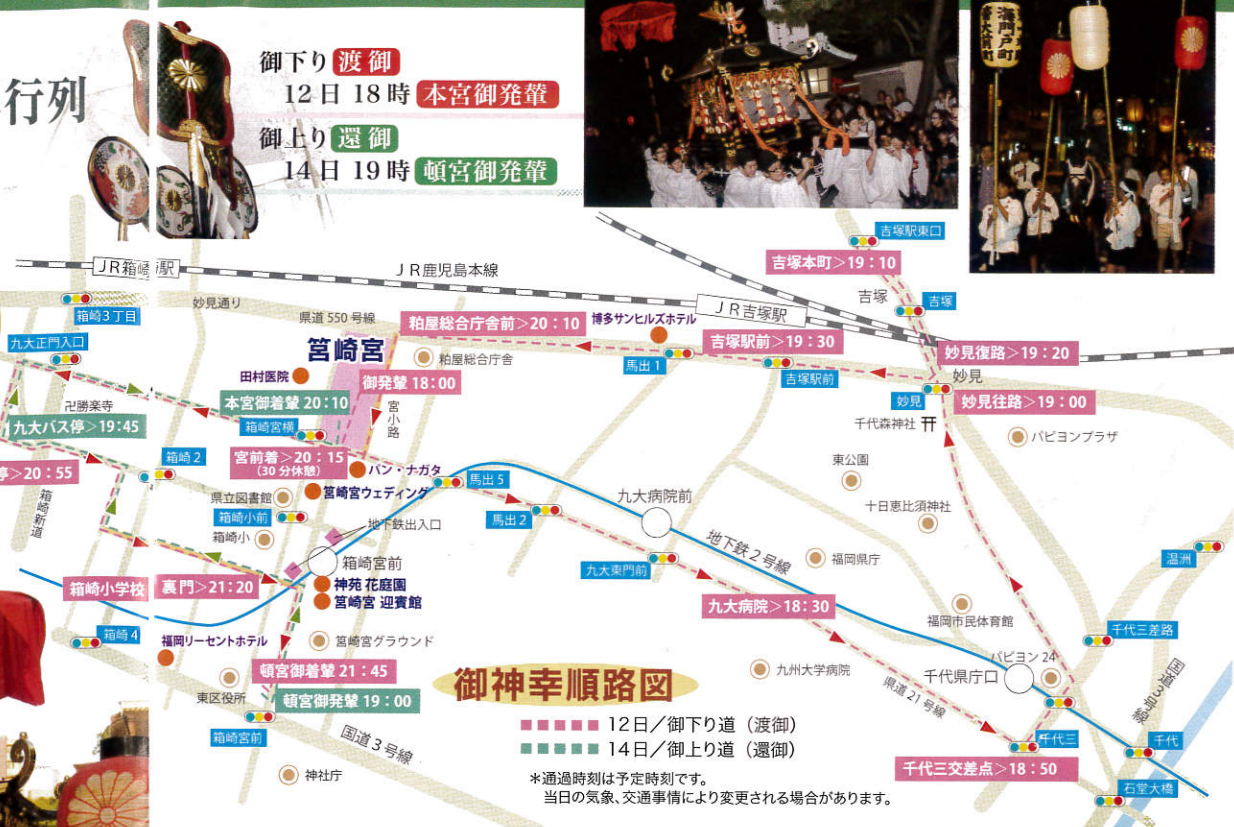 行列
御下り 渡御
12日 18時 本宮御発輦
御上り 還御
14日 19時 頓宮御発輦
海門戸町
吉塚駅東口
吉塚本町>19:10
吉塚
吉塚
JR箱崎駅
JR鹿児島本線
JR吉塚駅
妙見通り
県道550号線
箱崎3丁目
九大正門入口
筥崎宮
粕屋総合庁舎前>20:10
粕屋総合庁舎
博多サンヒルズホテル
馬出1
吉塚駅前>19:30
吉塚駅前
妙見復路>19:20
妙見
妙見
妙見往路>19:00
千代森神社
パピヨンプラザ
田村医院
御発輦 18:00
本宮御着輦 20:10
宮小路
卍勝楽寺
九大バス停>19:45
箱崎宮横
宮前着>20:15
(30分休憩)
パン・ナガタ
停>20:55
箱崎2
箱崎新道
県立図書館
筥崎宮ウェディング
馬出5
馬出2
箱崎小前
箱崎小
地下鉄出入口
九大病院前
地下鉄2号線
東公園
十日恵比須神社
福岡県庁
温洲
箱崎宮前
九大東門前
神苑 花庭園
筥崎宮 迎賓館
箱崎小学校 裏門>21:20
九大病院>18:30
福岡市民体育館
千代三差路
箱崎4
福岡リーセントホテル
筥崎宮グラウンド
頓宮御着輦 21:45
頓宮御発輦 19:00
東区役所
箱崎宮前
国道3号線
神社庁
九州大学病院
県道21号線
パピヨン24
千代県庁口
国道3号線
千代三
千代
千代三交差点>18:50
石堂大橋
御神幸順路図
12日/御下り道(渡御)
14日/御上り道(還御)
*通過時刻は予定時刻です。
当日の気象、交通事情により変更される場合があります。